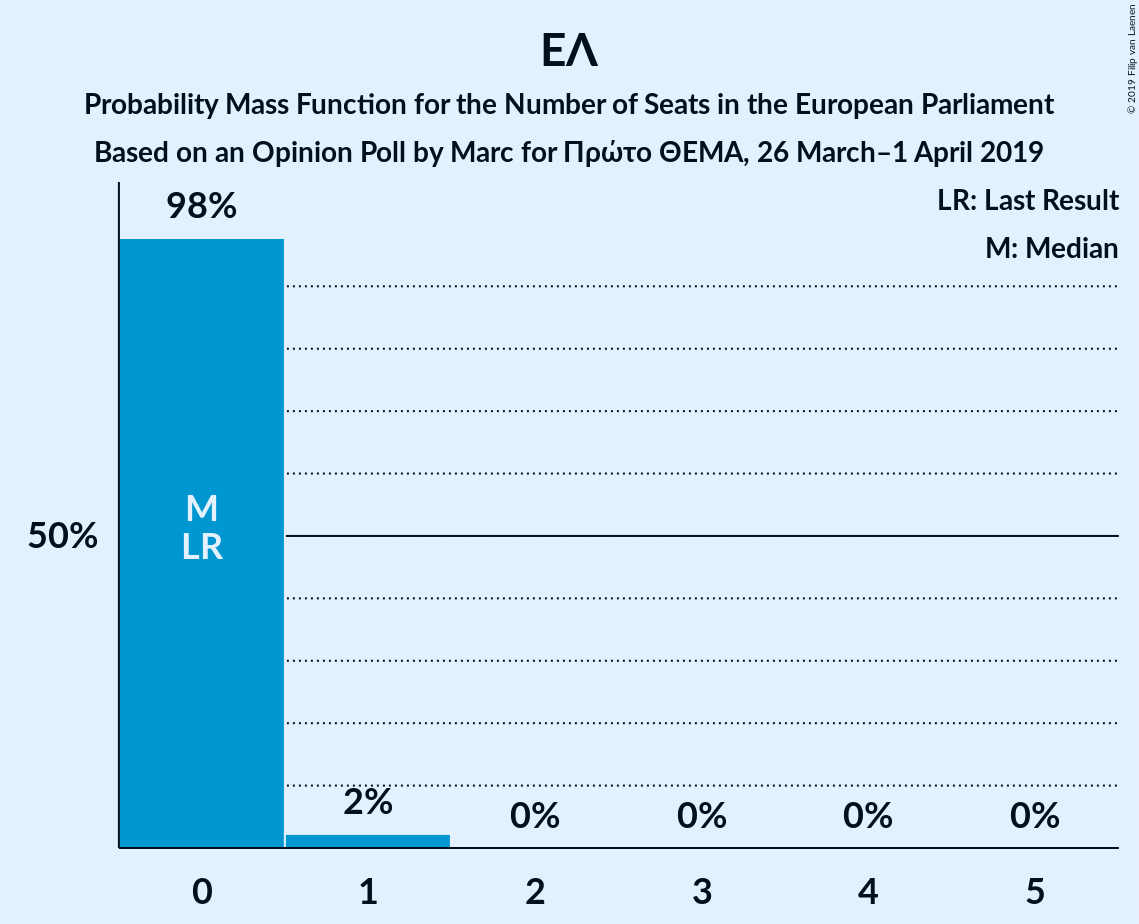 ΕΛ
Probability Mass Function for the Number of Seats in the European Parliament
Based on an Opinion Poll by Marc for Πρώτο ΘΕΜΑ, 26 March–1 April 2019
© 2019 Filip van Laenen
LR: Last Result
M: Median
98%
M
LR
50%
2%
0%
0%
0%
0%
0
1
2
3
4
5